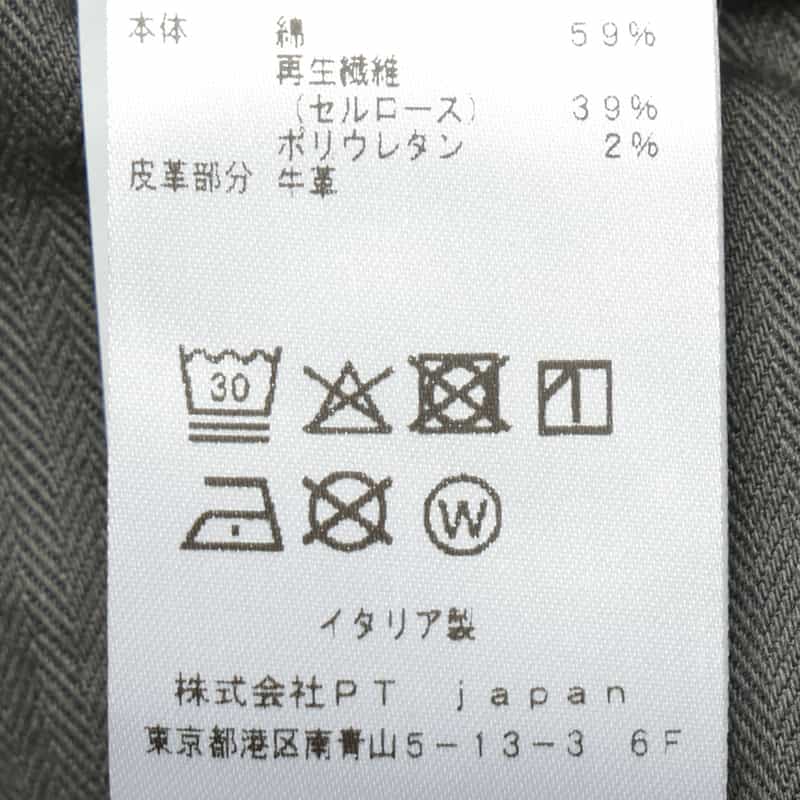 本体 綿 59%
再生繊維
(セルロース) 39%
ポリウレタン 2%
皮革部分 牛革
30
W
イタリア製
株式会社PT japan
東京都港区南青山5-13-3 6F